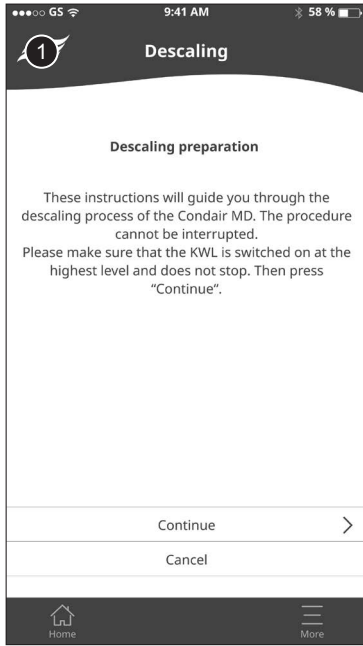 ●●●○○ GS 9:41 AM 58 %
1
Descaling
Descaling preparation
These instructions will guide you through the
descaling process of the Condair MD. The procedure
cannot be interrupted.
Please make sure that the KWL is switched on at the
highest level and does not stop. Then press
“Continue”.
Continue
Cancel
Home More